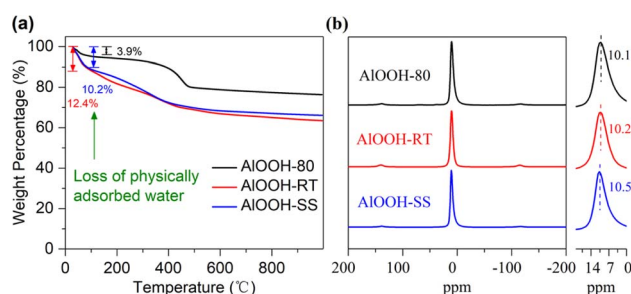 (a)
Weight Percentage (%)
100
80
60
40
20
0
3.9%
10.2%
12.4%
Loss of physically
adsorbed water
AlOOH-80
AlOOH-RT
AlOOH-SS
0 200 400 600 800
Temperature (℃)
(b)
AlOOH-80
AlOOH-RT
AlOOH-SS
200 100 0 -100 -200
ppm
10.1
10.2
10.5
14 7 0
ppm